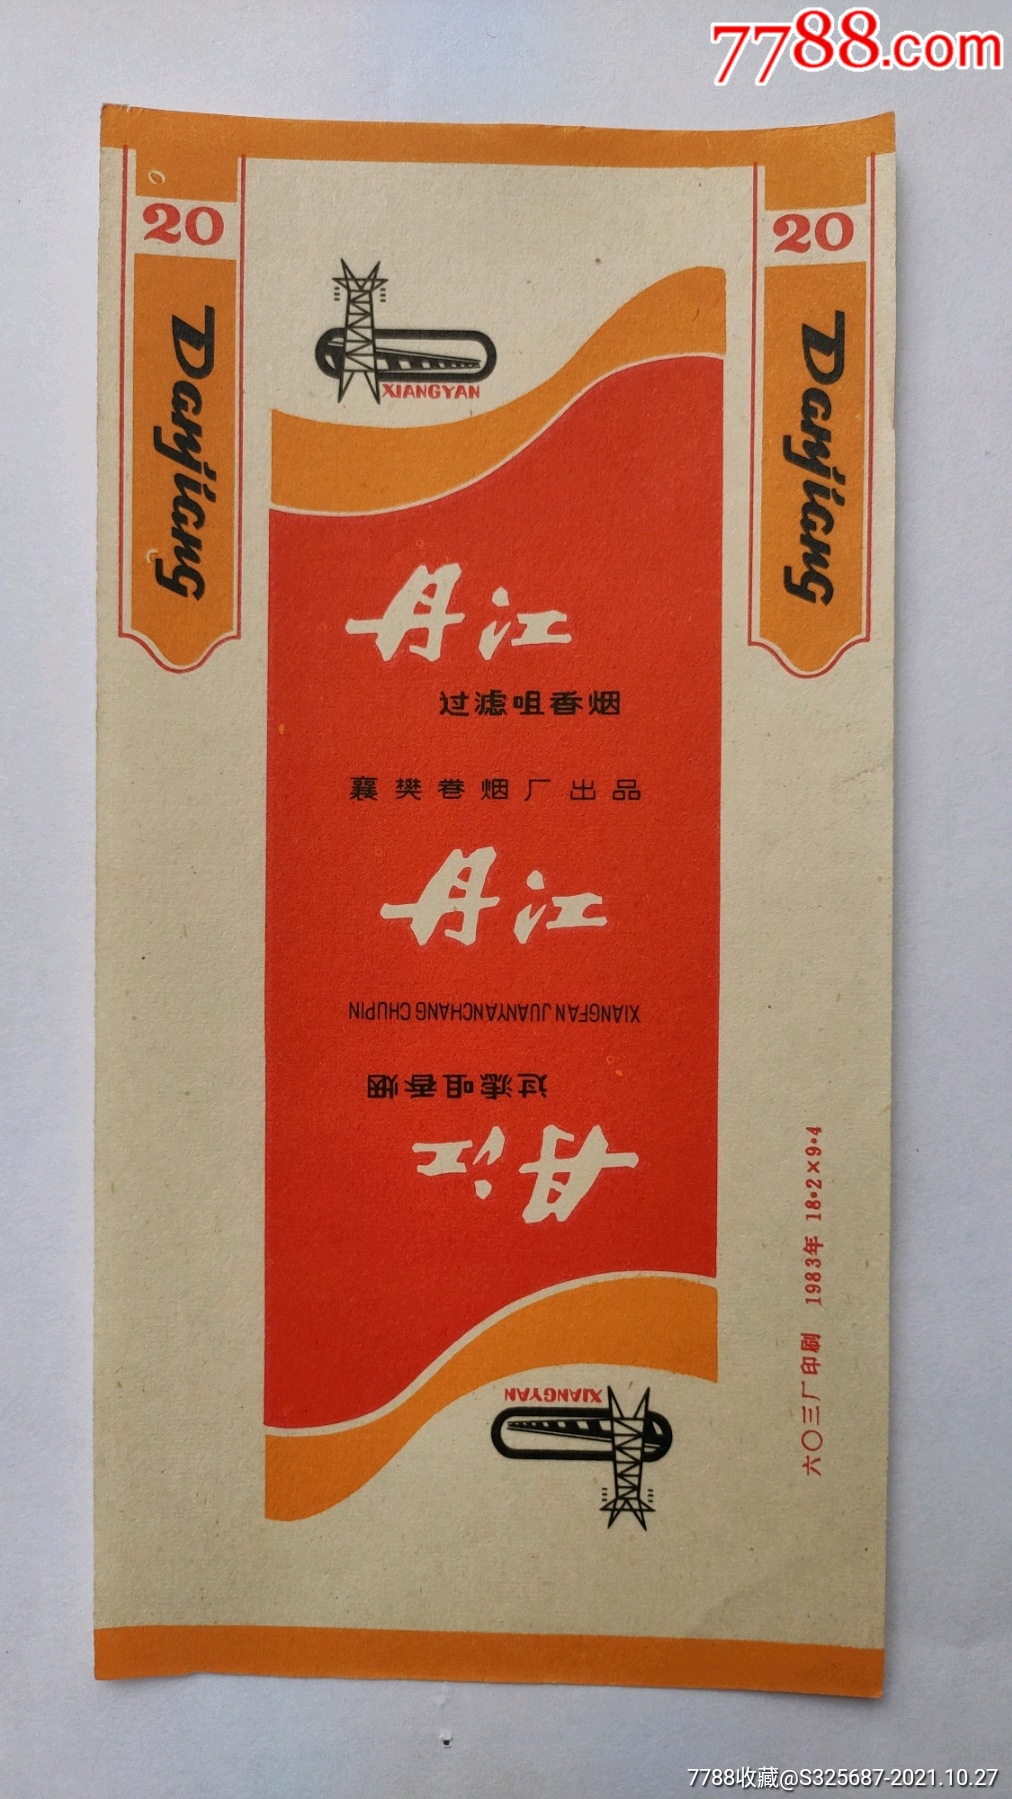 7788.com
20
20
Danjiang
Danjiang
XIANGYAN
丹江
过滤咀香烟
襄樊卷烟厂出品
丹江
XIANGFAN JUANYANCHANG CHUPIN
过滤咀香烟
丹江
XIANGYAN
六〇三厂印刷 1983年 18·2×9·4
7788收藏@S325687-2021.10.27